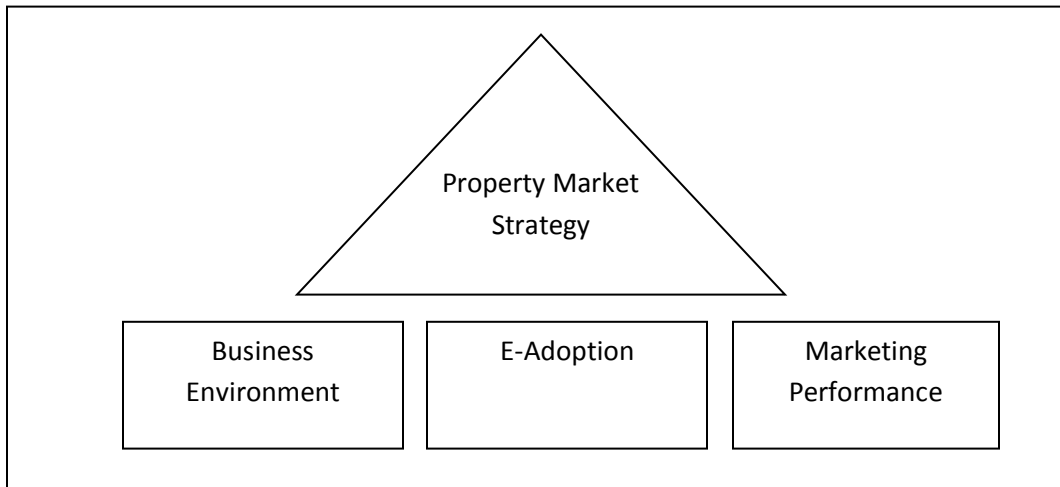 Property Market
Strategy
Business
Environment
E-Adoption
Marketing
Performance